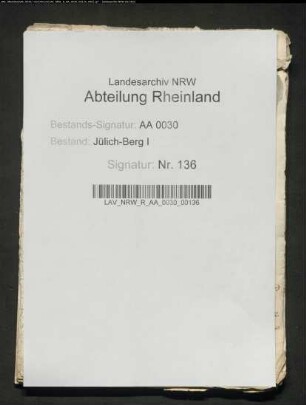 Landesarchiv NRW
Abteilung Rheinland
Bestands-Signatur: AA 0030
Bestand: Jülich-Berg I
Signatur: Nr. 136
LAV_NRW_R_AA_0030_00136